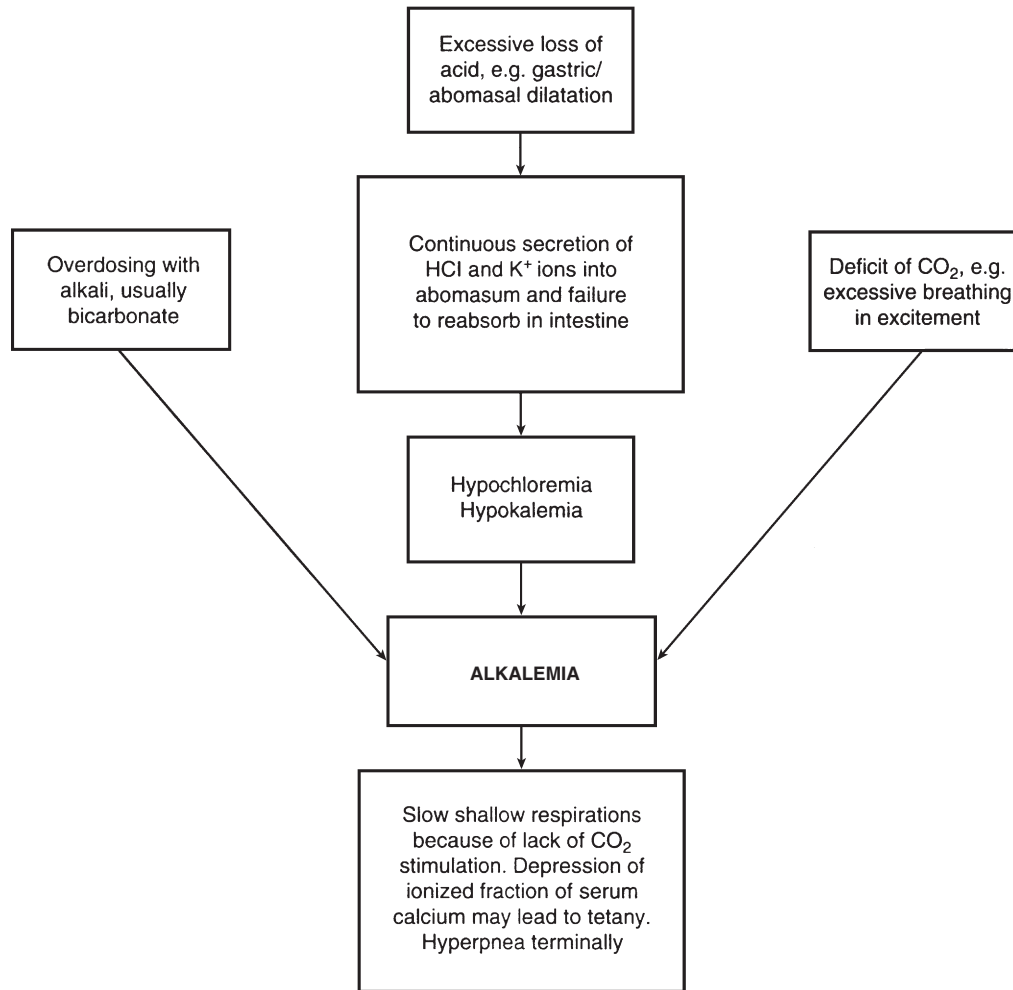 Excessive loss of
acid, e.g. gastric/
abomasal dilatation
Continuous secretion of
HCl and K⁺ ions into
abomasum and failure
to reabsorb in intestine
Overdosing with
alkali, usually
bicarbonate
Deficit of CO₂, e.g.
excessive breathing
in excitement
Hypochloremia
Hypokalemia
ALKALEMIA
Slow shallow respirations
because of lack of CO₂
stimulation. Depression of
ionized fraction of serum
calcium may lead to tetany.
Hyperpnea terminally